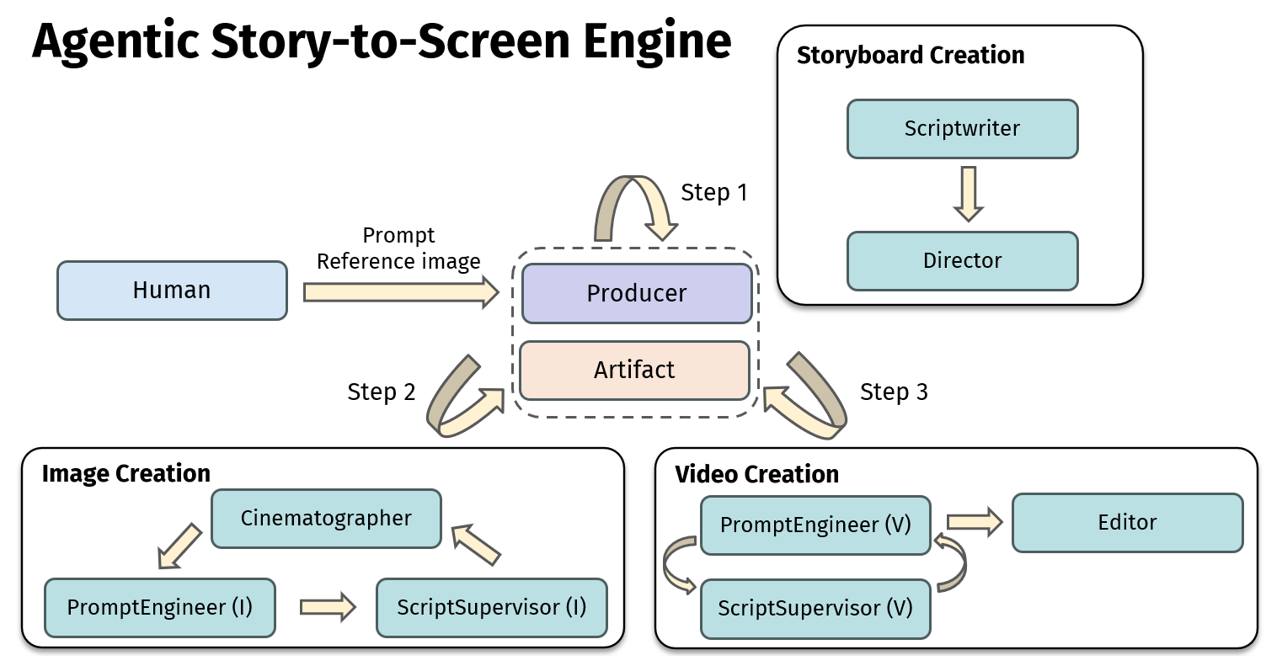 Agentic Story-to-Screen Engine
Storyboard Creation
Scriptwriter
Director
Step 1
Prompt
Reference image
Human
Producer
Artifact
Step 2
Step 3
Image Creation
Cinematographer
PromptEngineer (I)
ScriptSupervisor (I)
Video Creation
PromptEngineer (V)
Editor
ScriptSupervisor (V)